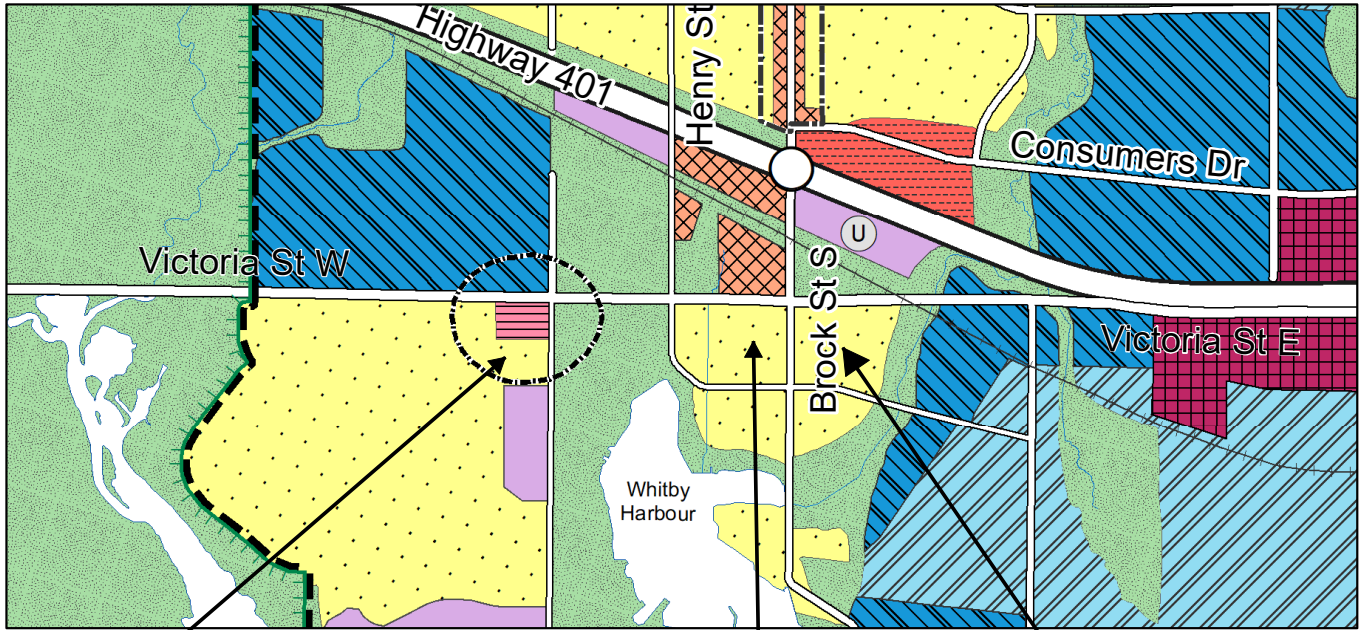 Highway 401
Henry St
Consumers Dr
U
Victoria St W
Brock St S
Victoria St E
Whitby
Harbour